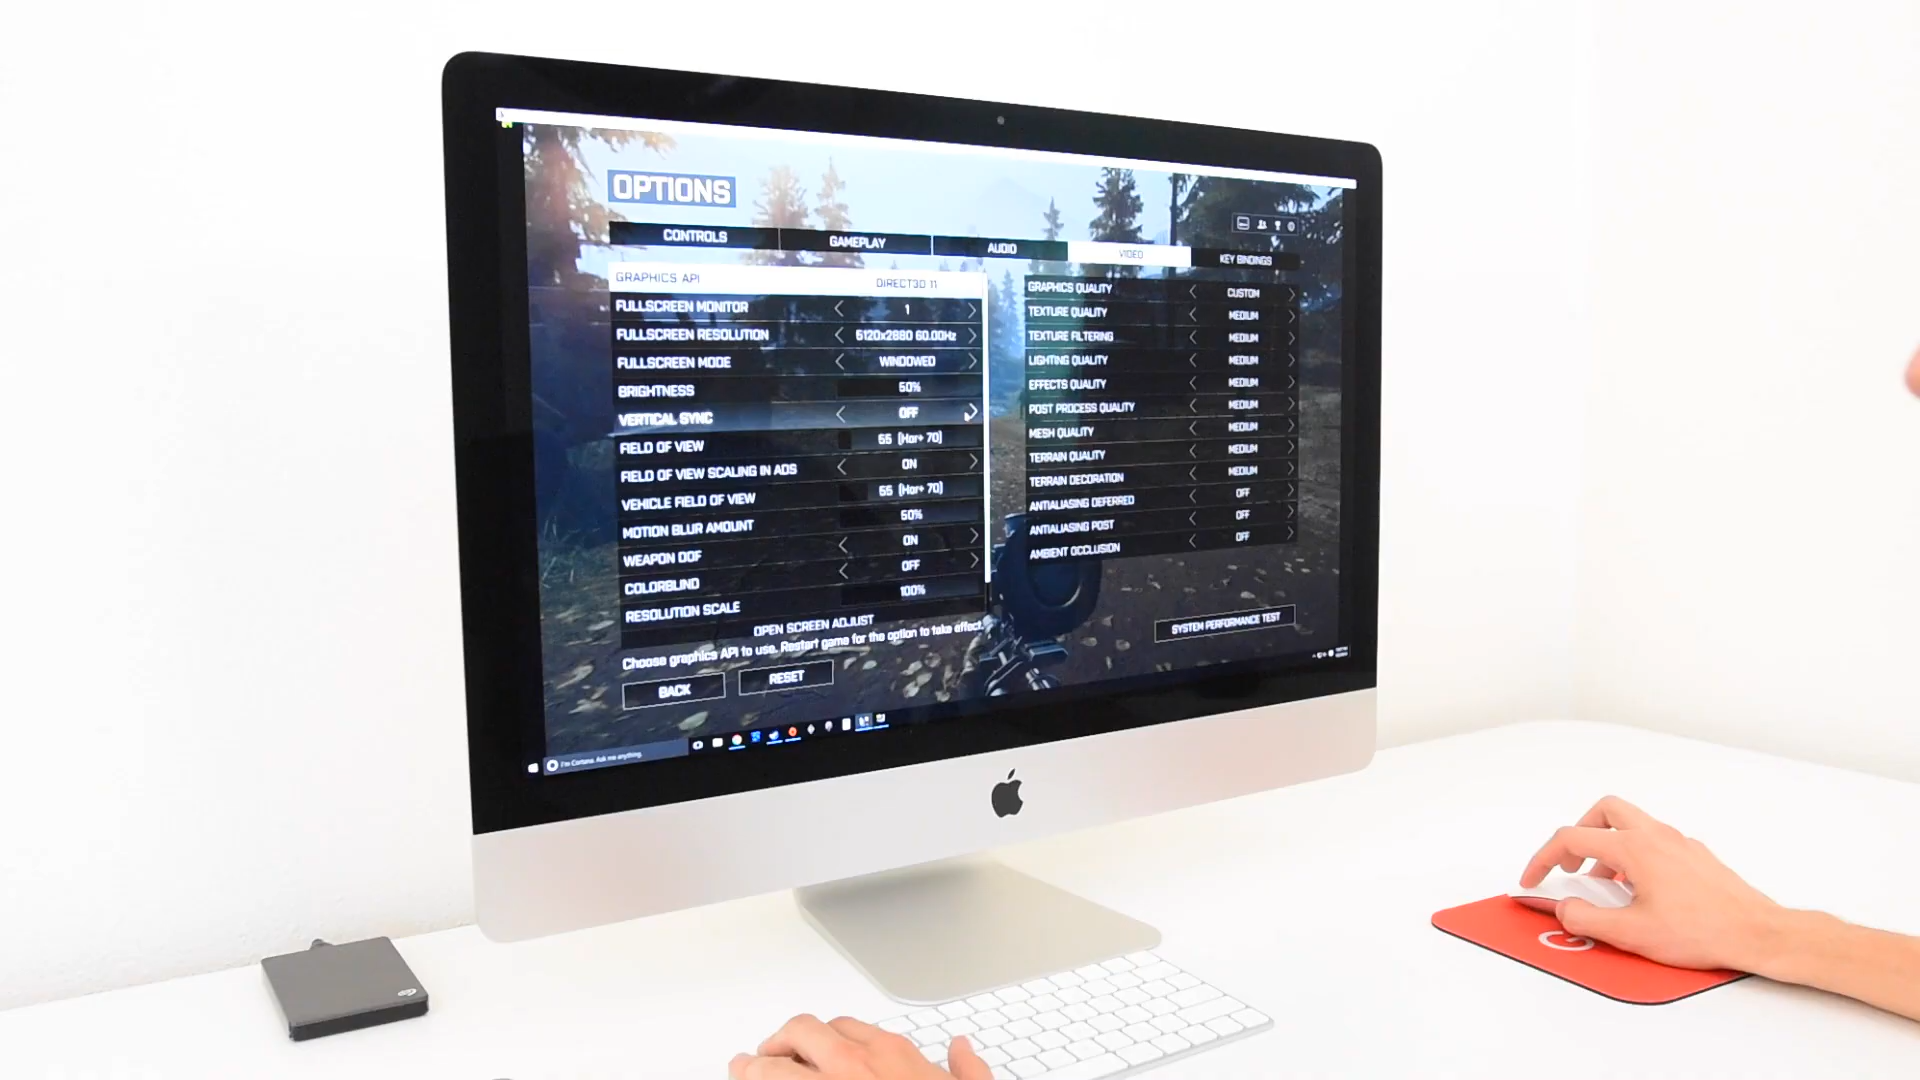 OPTIONS
CONTROLS GAMEPLAY AUDIO VIDEO KEY BINDINGS
GRAPHICS API DIRECT3D 11
FULLSCREEN MONITOR 1
FULLSCREEN RESOLUTION 5120x2880 60.00Hz
FULLSCREEN MODE WINDOWED
BRIGHTNESS 50%
VERTICAL SYNC OFF
FIELD OF VIEW 55 (Hor+ 70)
FIELD OF VIEW SCALING IN ADS ON
VEHICLE FIELD OF VIEW 55 (Hor+ 70)
MOTION BLUR AMOUNT 50%
WEAPON DOF ON
COLORBLIND OFF
RESOLUTION SCALE 100%
OPEN SCREEN ADJUST
Choose graphics API to use. Restart game for the option to take effect.
BACK RESET
GRAPHICS QUALITY CUSTOM
TEXTURE QUALITY MEDIUM
TEXTURE FILTERING MEDIUM
LIGHTING QUALITY MEDIUM
EFFECTS QUALITY MEDIUM
POST PROCESS QUALITY MEDIUM
MESH QUALITY MEDIUM
TERRAIN QUALITY MEDIUM
TERRAIN DECORATION MEDIUM
ANTIALIASING DEFERRED OFF
ANTIALIASING POST OFF
AMBIENT OCCLUSION OFF
SYSTEM PERFORMANCE TEST
I'm Cortana. Ask me anything.